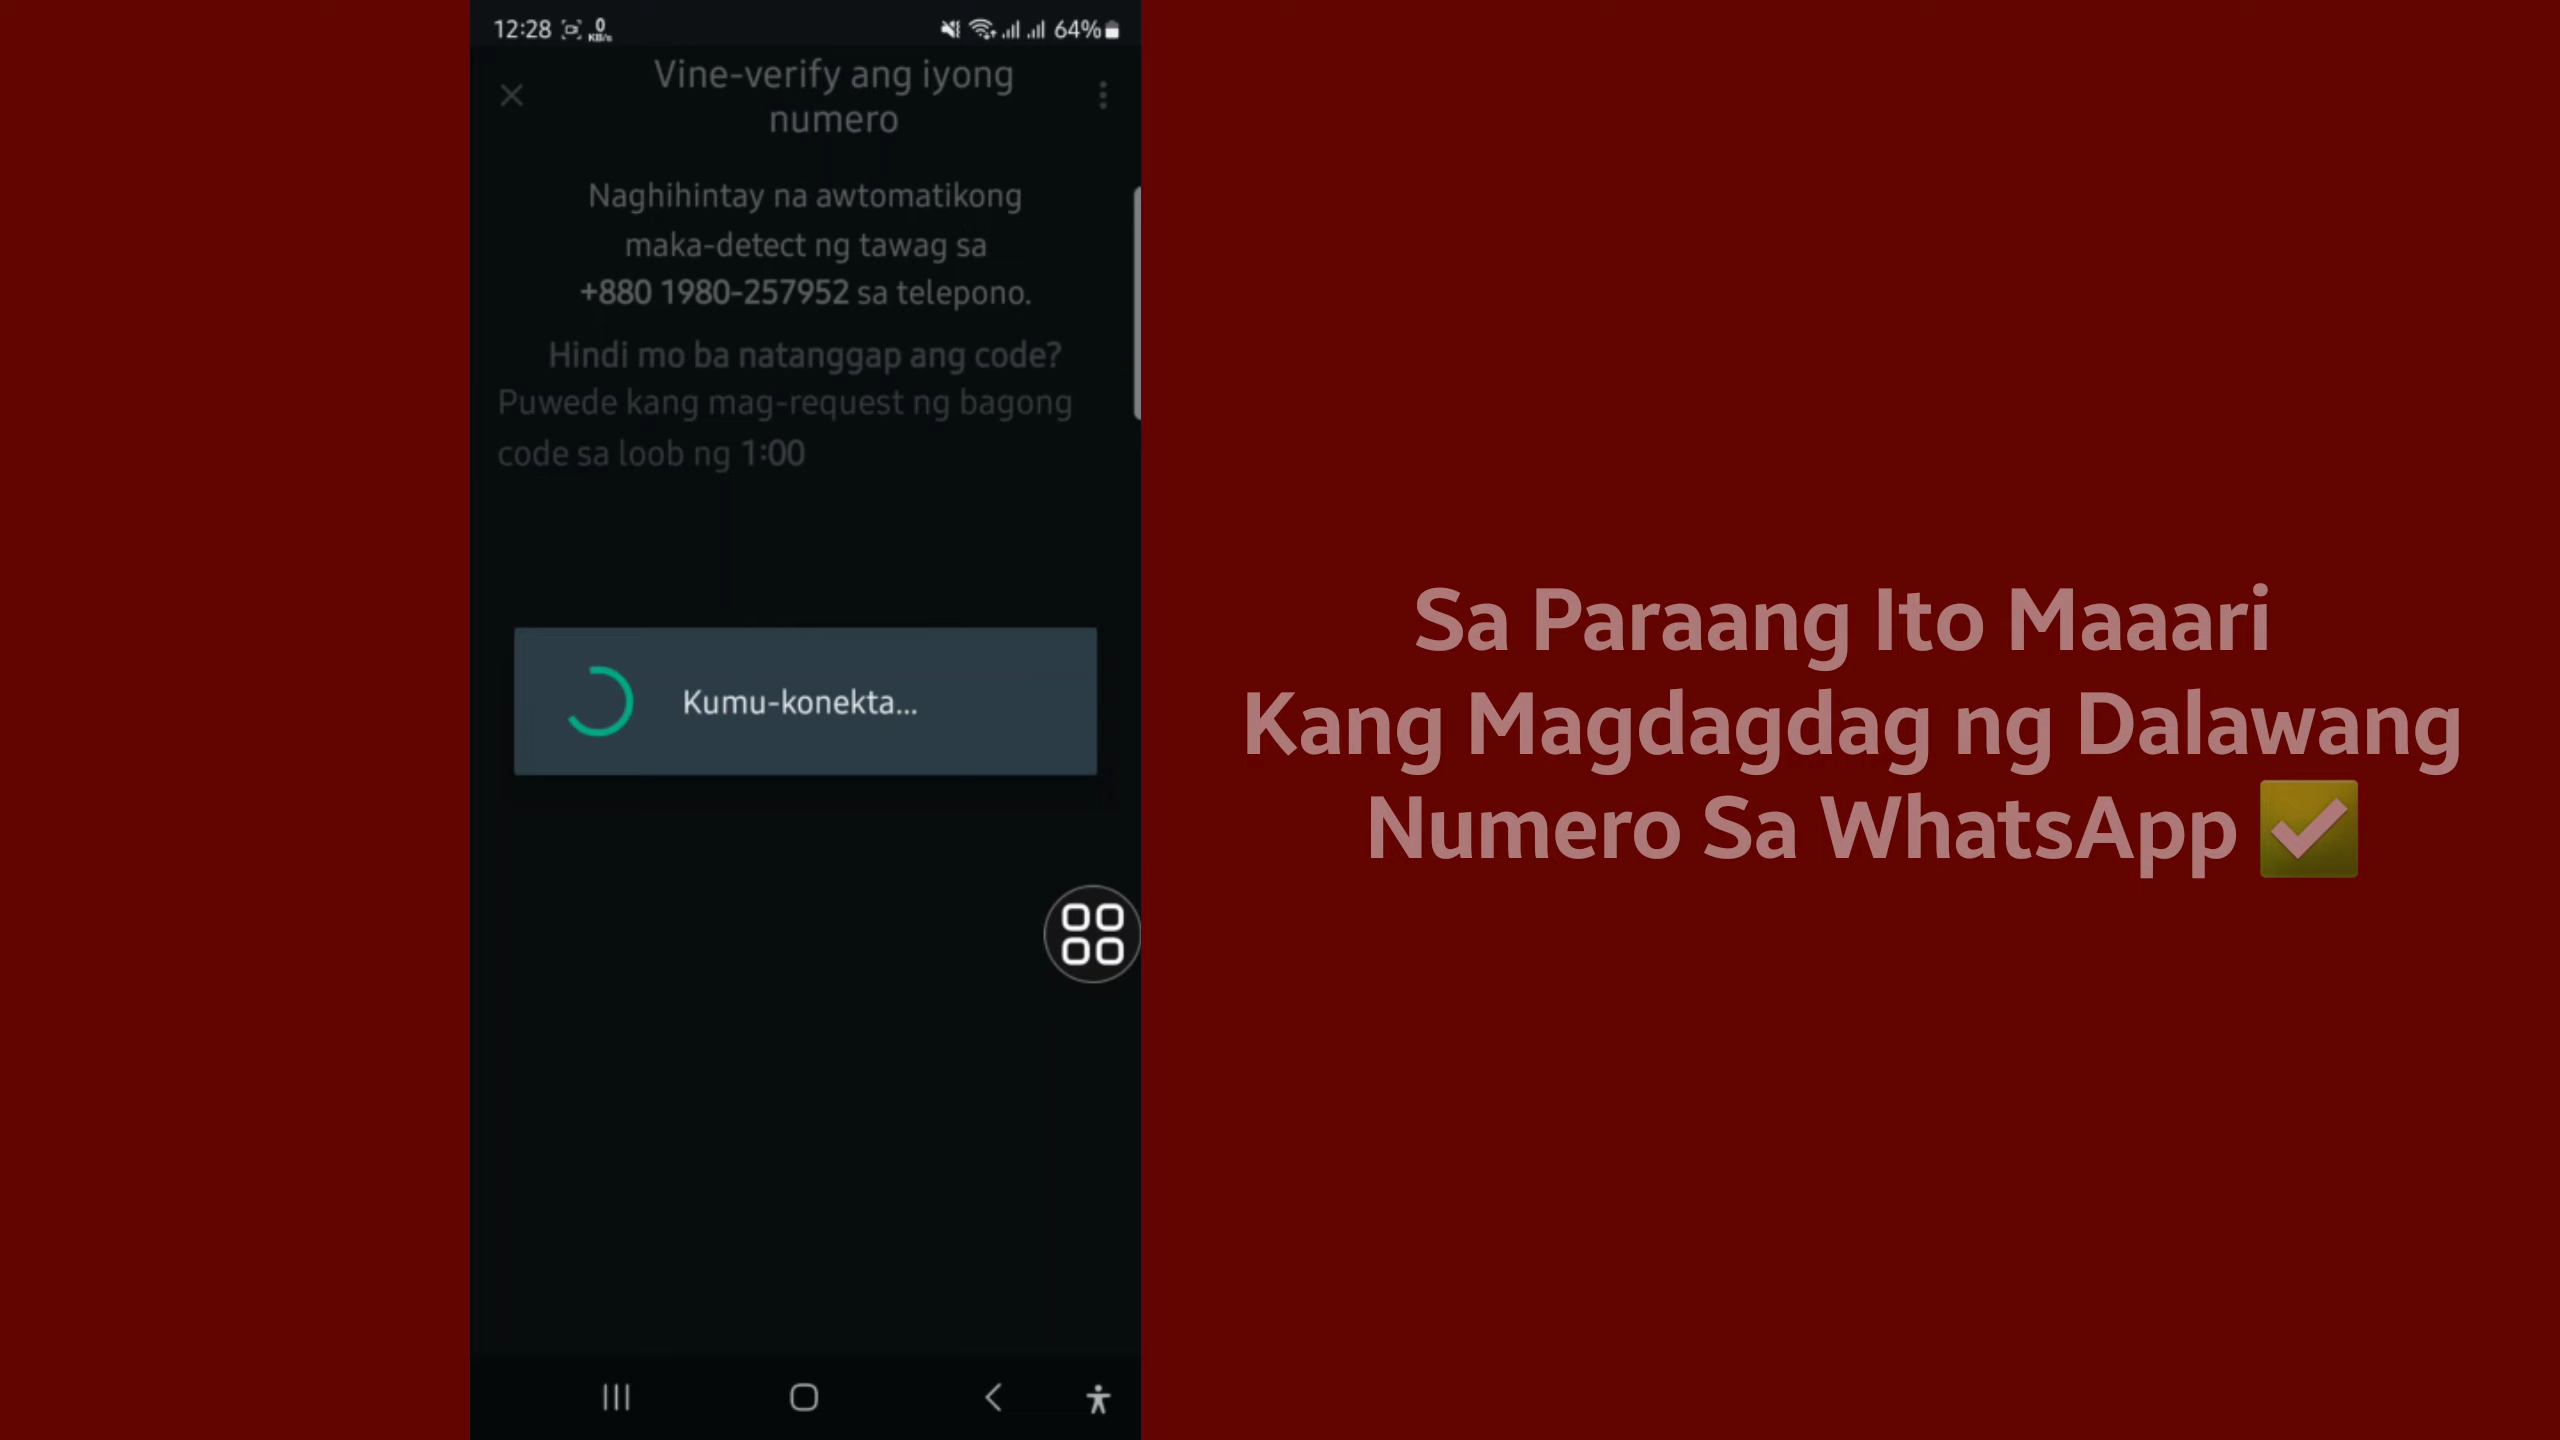 12:28
0
KB/s
64%
Vine-verify ang iyong
numero
Naghihintay na awtomatikong
maka-detect ng tawag sa
+880 1980-257952 sa telepono.
Hindi mo ba natanggap ang code?
Puwede kang mag-request ng bagong
code sa loob ng 1:00
Kumu-konekta...
Sa Paraang Ito Maaari
Kang Magdagdag ng Dalawang
Numero Sa WhatsApp ✅